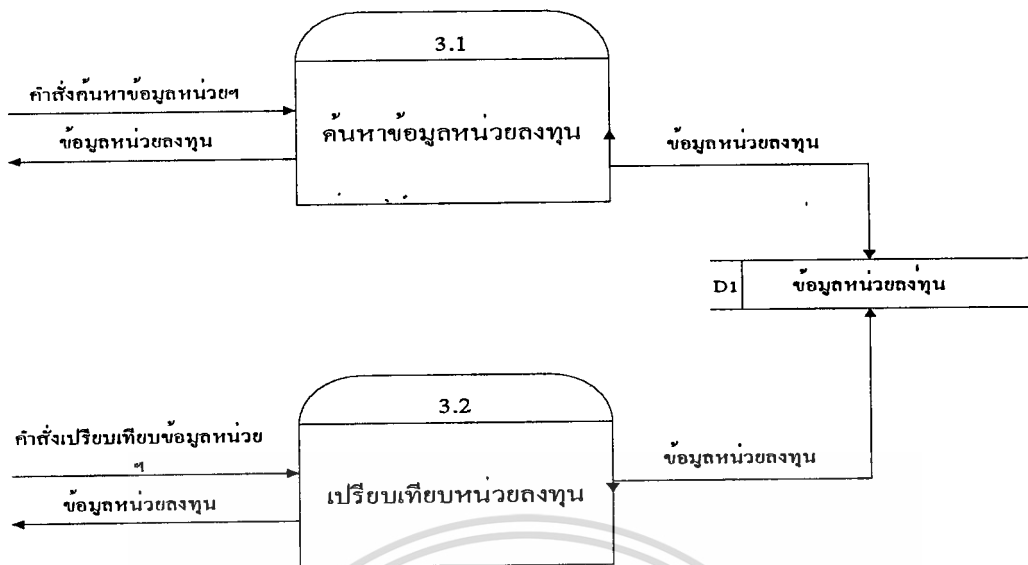 3.1
คำสั่งค้นหาข้อมูลหน่วยฯ
ค้นหาข้อมูลหน่วยลงทุน
ข้อมูลหน่วยลงทุน
ข้อมูลหน่วยลงทุน
D1
ข้อมูลหน่วยลงทุน
3.2
คำสั่งเปรียบเทียบข้อมูลหน่วย
ฯ
ข้อมูลหน่วยลงทุน
เปรียบเทียบหน่วยลงทุน
ข้อมูลหน่วยลงทุน